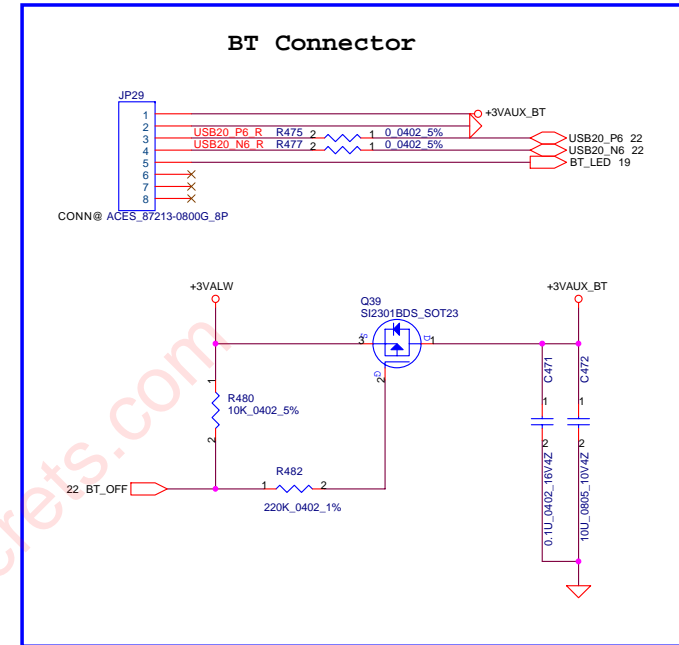 BT Connector
JP29
1
2
3
4
5
6
7
8
+3VAUX_BT
USB20_P6_R R475 2 1 0_0402_5%
USB20_N6_R R477 2 1 0_0402_5%
USB20_P6 22
USB20_N6 22
BT_LED 19
CONN@ ACES_87213-0800G_8P
+3VALW
Q39
SI2301BDS_SOT23
+3VAUX_BT
3 S D 1
G 2
1
R480
10K_0402_5%
2
C471
1
2
0.1U_0402_16V4Z
C472
1
2
10U_0805_10V4Z
22 BT_OFF
R482
1 2
220K_0402_1%
crets.com